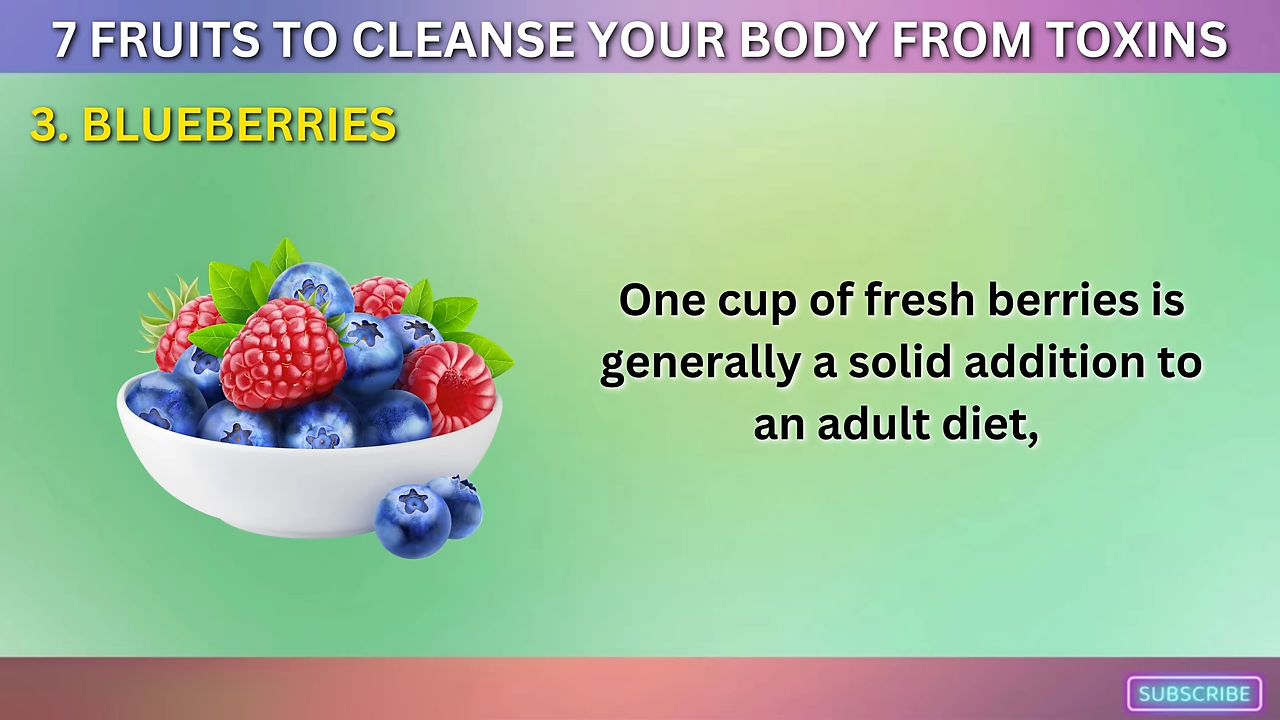 7 FRUITS TO CLEANSE YOUR BODY FROM TOXINS
3. BLUEBERRIES
One cup of fresh berries is
generally a solid addition to
an adult diet,
SUBSCRIBE